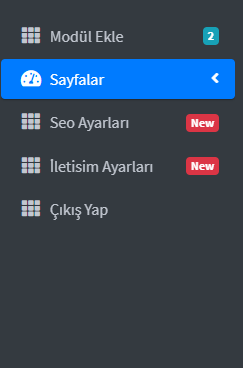 Modül Ekle 2
Sayfalar
Seo Ayarları New
İletisim Ayarları New
Çıkış Yap